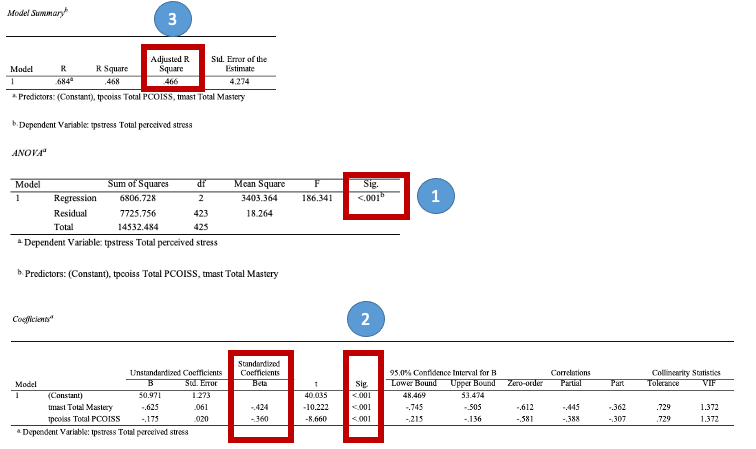 Model Summaryb
3
Model R R Square Adjusted R Square Std. Error of the Estimate
1 .684a .468 .466 4.274
a. Predictors: (Constant), tpcoiss Total PCOISS, tmast Total Mastery
b. Dependent Variable: tpstress Total perceived stress
ANOVAa
Model Sum of Squares df Mean Square F Sig.
1 Regression 6806.728 2 3403.364 186.341 <.001b
1
Residual 7725.756 423 18.264
Total 14532.484 425
a. Dependent Variable: tpstress Total perceived stress
b. Predictors: (Constant), tpcoiss Total PCOISS, tmast Total Mastery
2
Coefficientsa
Unstandardized Coefficients Standardized Coefficients 95.0% Confidence Interval for B Correlations Collinearity Statistics
Model B Std. Error Beta t Sig. Lower Bound Upper Bound Zero-order Partial Part Tolerance VIF
1 (Constant) 50.971 1.273 40.035 <.001 48.469 53.474
tmast Total Mastery -.625 .061 -.424 -10.222 <.001 -.745 -.505 -.612 -.445 -.362 .729 1.372
tpcoiss Total PCOISS -.175 .020 -.360 -8.660 <.001 -.215 -.136 -.581 -.388 -.307 .729 1.372
a. Dependent Variable: tpstress Total perceived stress